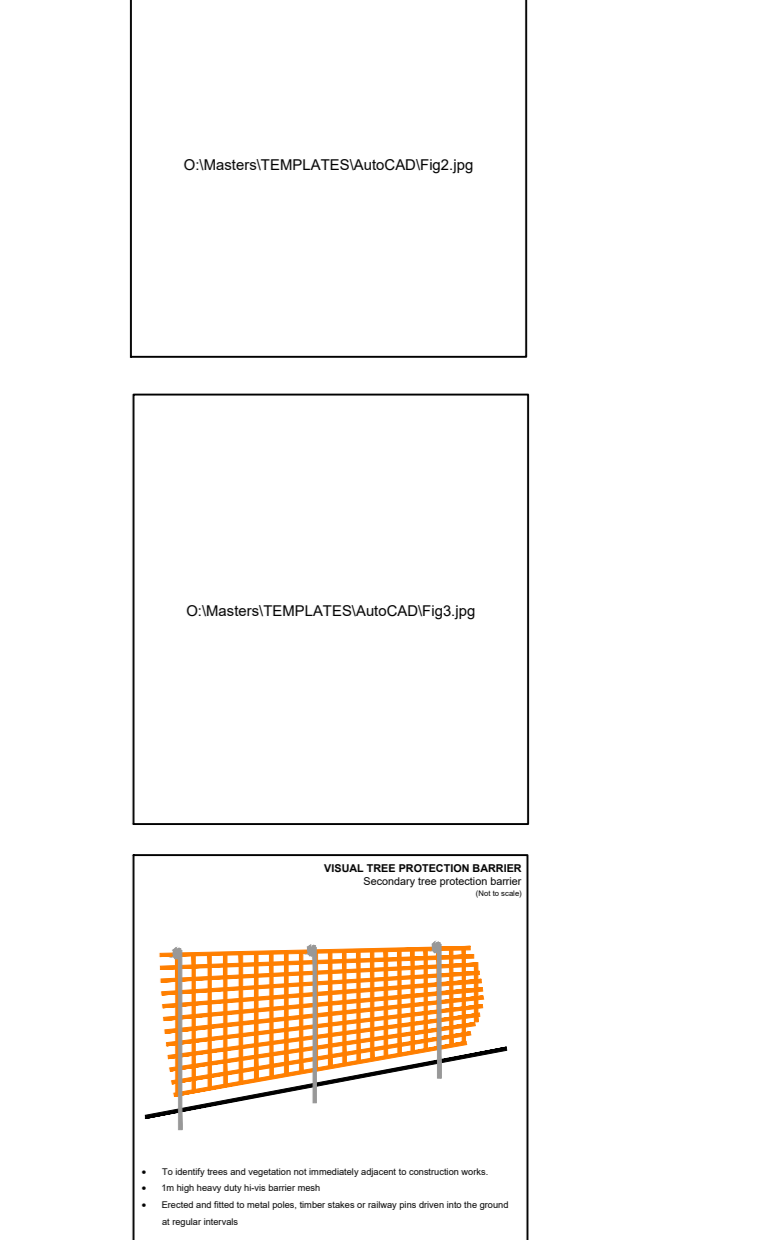 O:\Masters\TEMPLATES\AutoCAD\Fig2.jpg
O:\Masters\TEMPLATES\AutoCAD\Fig3.jpg
VISUAL TREE PROTECTION BARRIER
Secondary tree protection barrier
(Not to scale)
• To identify trees and vegetation not immediately adjacent to construction works.
• 1m high heavy duty hi-vis barrier mesh
• Erected and fitted to metal poles, timber stakes or railway pins driven into the ground
at regular intervals